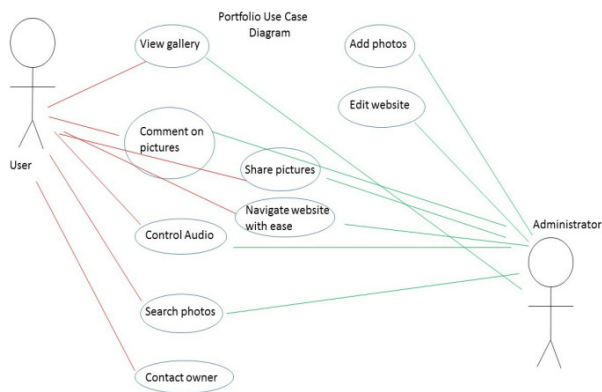 Portfolio Use Case
Diagram
View gallery
Add photos
Edit website
Comment on
pictures
User
Share pictures
Navigate website
with ease
Administrator
Control Audio
Search photos
Contact owner